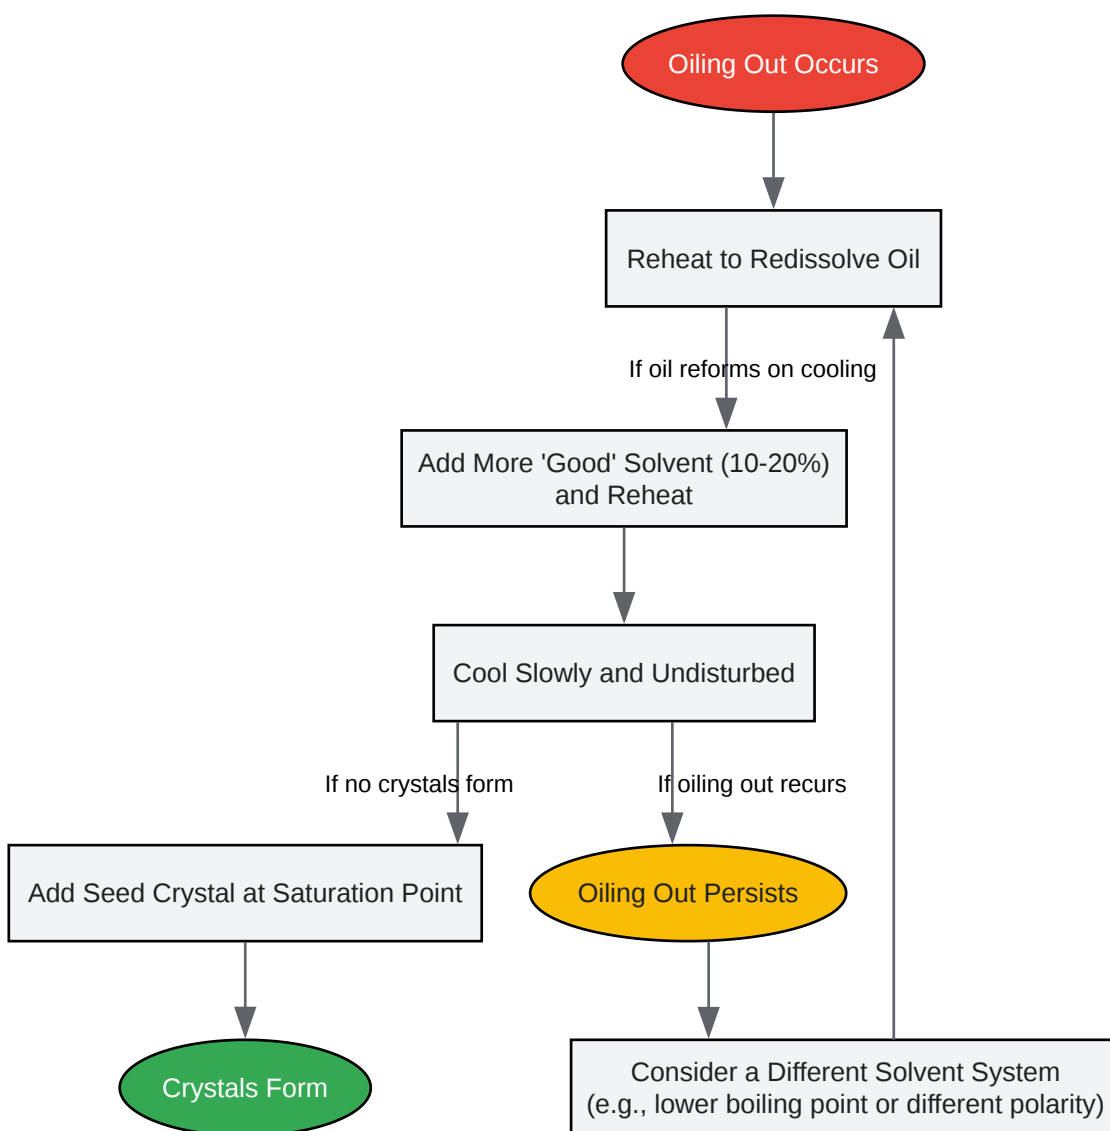 Oiling Out Occurs
Reheat to Redissolve Oil
If oil reforms on cooling
Add More 'Good' Solvent (10-20%)
and Reheat
Cool Slowly and Undisturbed
If no crystals form
If oiling out recurs
Add Seed Crystal at Saturation Point
Oiling Out Persists
Crystals Form
Consider a Different Solvent System
(e.g., lower boiling point or different polarity)